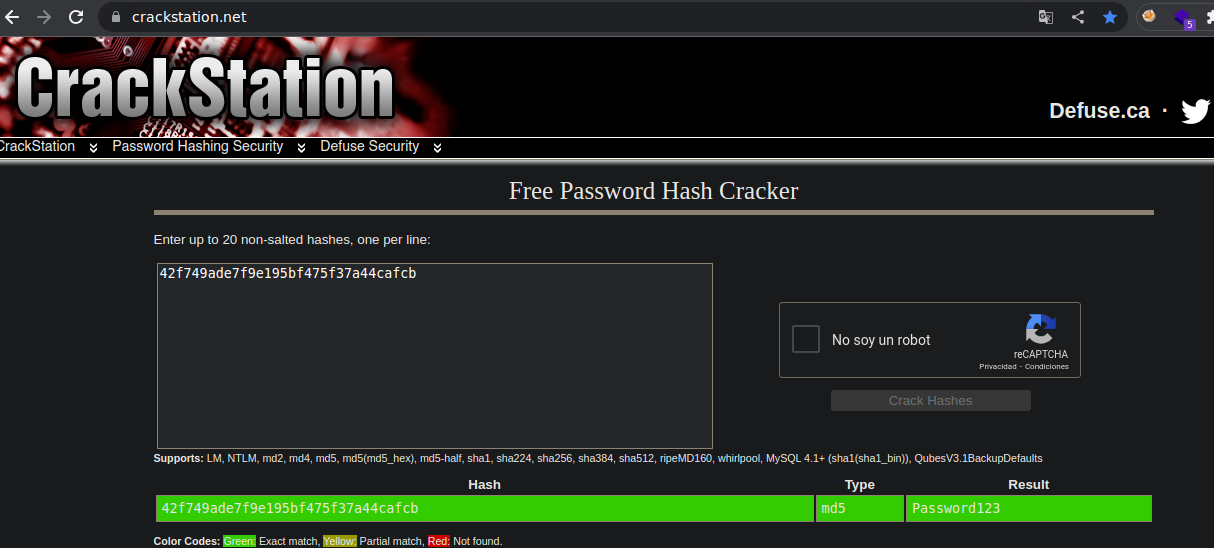 crackstation.net
5
CrackStation
Defuse.ca ·
CrackStation Password Hashing Security Defuse Security
Free Password Hash Cracker
Enter up to 20 non-salted hashes, one per line:
42f749ade7f9e195bf475f37a44cafcb
No soy un robot
reCAPTCHA
Privacidad - Condiciones
Crack Hashes
Supports: LM, NTLM, md2, md4, md5, md5(md5_hex), md5-half, sha1, sha224, sha256, sha384, sha512, ripeMD160, whirlpool, MySQL 4.1+ (sha1(sha1_bin)), QubesV3.1BackupDefaults
Hash Type Result
42f749ade7f9e195bf475f37a44cafcb md5 Password123
Color Codes: Green: Exact match, Yellow: Partial match, Red: Not found.